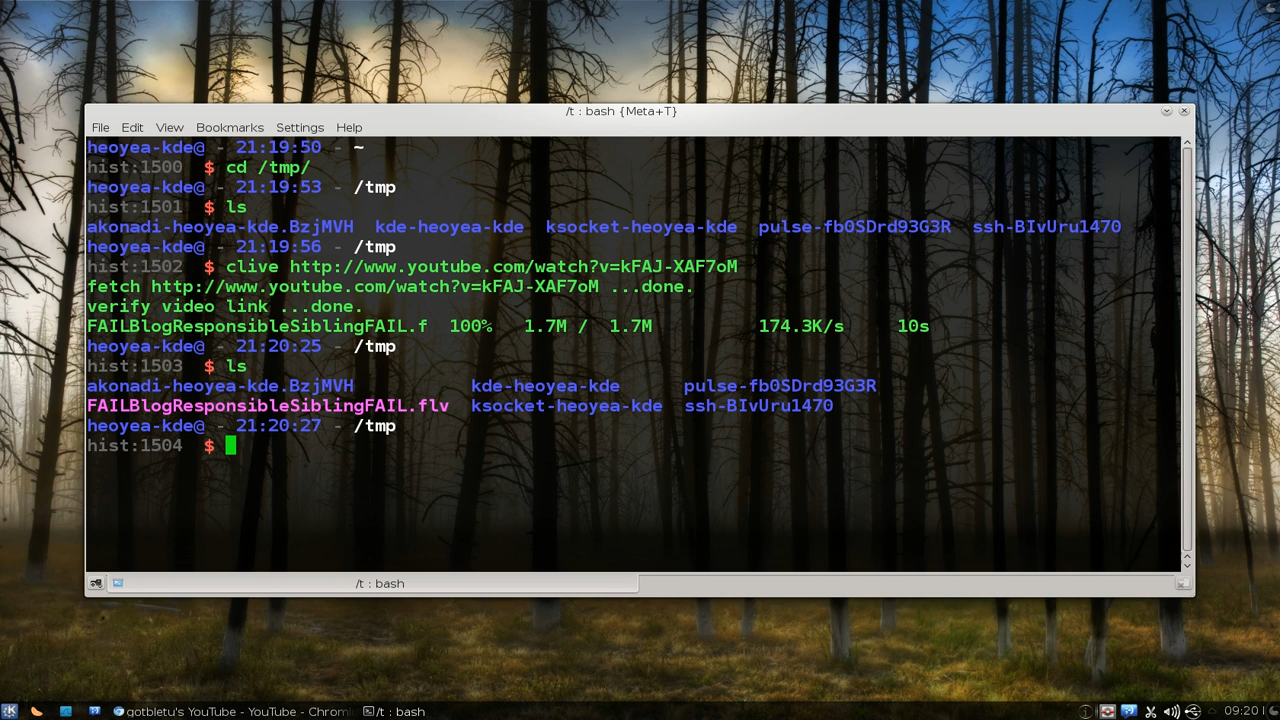 /t : bash {Meta+T}
File Edit View Bookmarks Settings Help
heoyea-kde@ - 21:19:50 - ~
hist:1500 $ cd /tmp/
heoyea-kde@ - 21:19:53 - /tmp
hist:1501 $ ls
akonadi-heoyea-kde.BzjMVH kde-heoyea-kde ksocket-heoyea-kde pulse-fb0SDrd93G3R ssh-BIvUru1470
heoyea-kde@ - 21:19:56 - /tmp
hist:1502 $ clive http://www.youtube.com/watch?v=kFAJ-XAF7oM
fetch http://www.youtube.com/watch?v=kFAJ-XAF7oM ...done.
verify video link ...done.
FAILBlogResponsibleSiblingFAIL.f 100% 1.7M / 1.7M 174.3K/s 10s
heoyea-kde@ - 21:20:25 - /tmp
hist:1503 $ ls
akonadi-heoyea-kde.BzjMVH kde-heoyea-kde pulse-fb0SDrd93G3R
FAILBlogResponsibleSiblingFAIL.flv ksocket-heoyea-kde ssh-BIvUru1470
heoyea-kde@ - 21:20:27 - /tmp
hist:1504 $
/t : bash
gotbletu's YouTube - YouTube - Chromi /t : bash 09:20